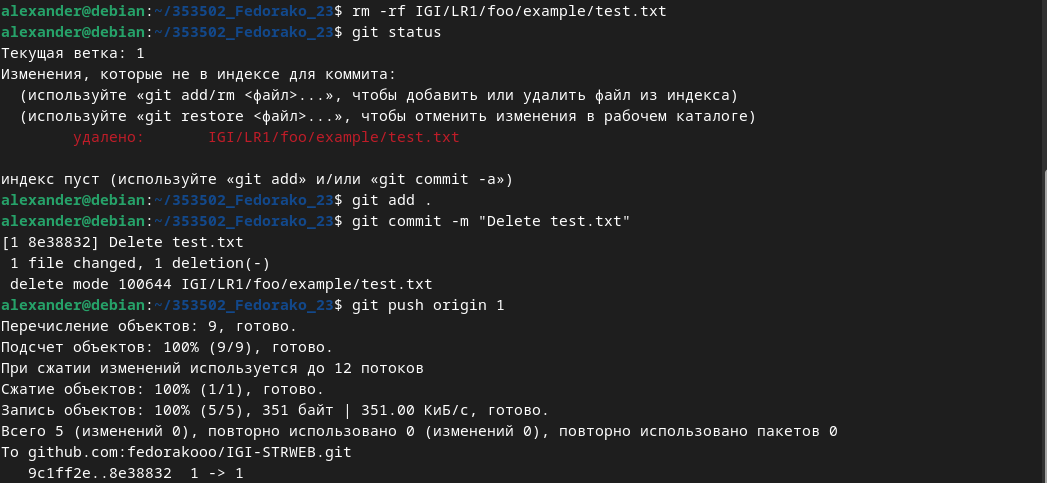 alexander@debian:~/353502_Fedorako_23$ rm -rf IGI/LR1/foo/example/test.txt
alexander@debian:~/353502_Fedorako_23$ git status
Текущая ветка: 1
Изменения, которые не в индексе для коммита:
  (используйте «git add/rm <файл>...», чтобы добавить или удалить файл из индекса)
  (используйте «git restore <файл>...», чтобы отменить изменения в рабочем каталоге)
        удалено:       IGI/LR1/foo/example/test.txt

индекс пуст (используйте «git add» и/или «git commit -a»)
alexander@debian:~/353502_Fedorako_23$ git add .
alexander@debian:~/353502_Fedorako_23$ git commit -m "Delete test.txt"
[1 8e38832] Delete test.txt
 1 file changed, 1 deletion(-)
 delete mode 100644 IGI/LR1/foo/example/test.txt
alexander@debian:~/353502_Fedorako_23$ git push origin 1
Перечисление объектов: 9, готово.
Подсчет объектов: 100% (9/9), готово.
При сжатии изменений используется до 12 потоков
Сжатие объектов: 100% (1/1), готово.
Запись объектов: 100% (5/5), 351 байт | 351.00 КиБ/с, готово.
Всего 5 (изменений 0), повторно использовано 0 (изменений 0), повторно использовано пакетов 0
To github.com:fedorakooo/IGI-STRWEB.git
   9c1ff2e..8e38832  1 -> 1